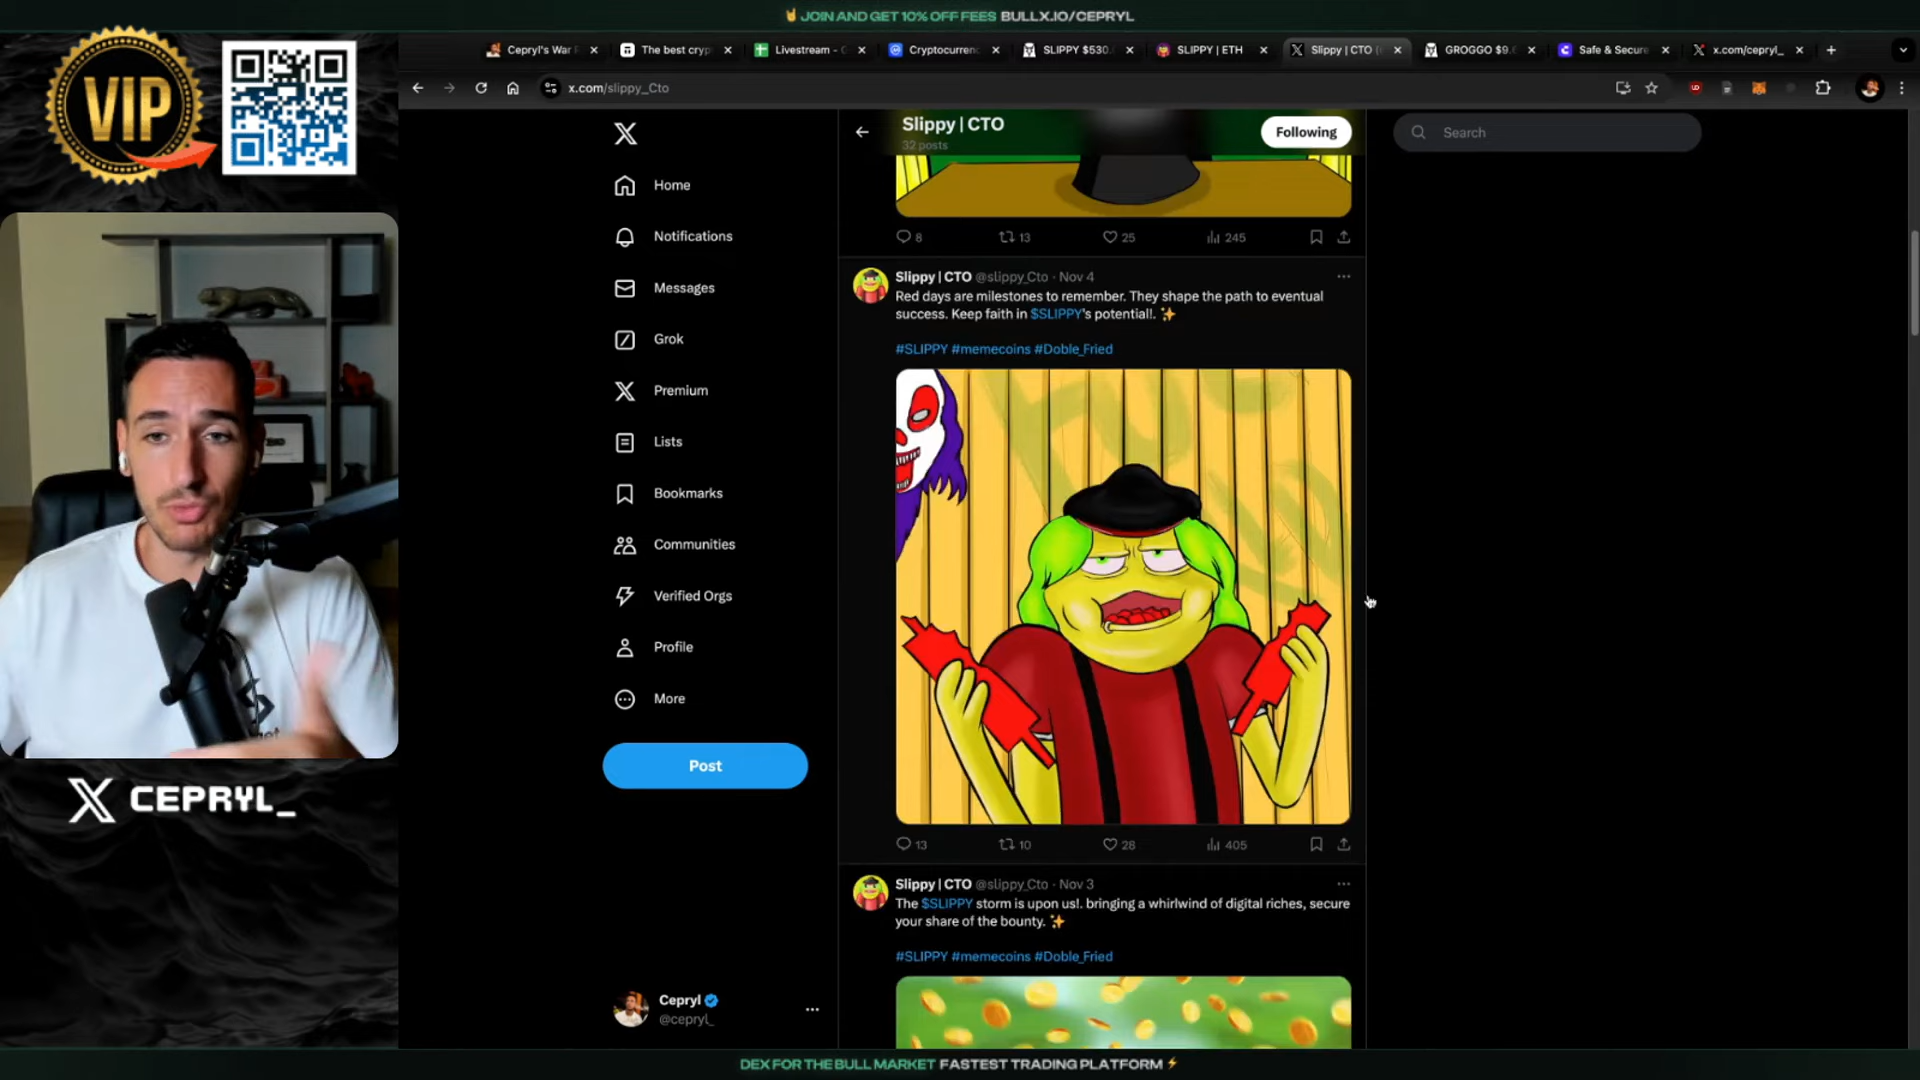 JOIN AND GET 10% OFF FEES BULLX.IO/CEPRYL
VIP
Cepryl's War
The best cryp
Livestream -
Cryptocurren
SLIPPY $530.
SLIPPY | ETH
Slippy | CTO
GROGGO $9.
Safe & Secure
x.com/cepryl_
x.com/slippy_Cto
Slippy | CTO
32 posts
Following
Search
Home
Notifications
Messages
Grok
Premium
Lists
Bookmarks
Communities
Verified Orgs
Profile
More
Post
Cepryl
@cepryl_
8 13 25 245
Slippy | CTO @slippy_Cto · Nov 4
Red days are milestones to remember. They shape the path to eventual
success. Keep faith in $SLIPPY's potential!. ✨
#SLIPPY #memecoins #Doble_Fried
13 10 28 405
Slippy | CTO @slippy_Cto · Nov 3
The $SLIPPY storm is upon us!. bringing a whirlwind of digital riches, secure
your share of the bounty. ✨
#SLIPPY #memecoins #Doble_Fried
X CEPRYL_
DEX FOR THE BULL MARKET FASTEST TRADING PLATFORM ⚡